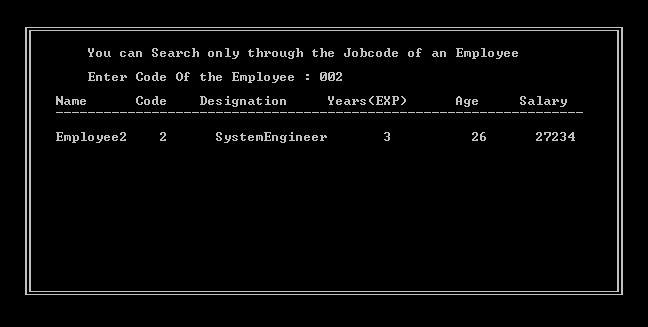 You can Search only through the Jobcode of an Employee
Enter Code Of the Employee : 002
Name Code Designation Years(EXP) Age Salary
Employee2 2 SystemEngineer 3 26 27234